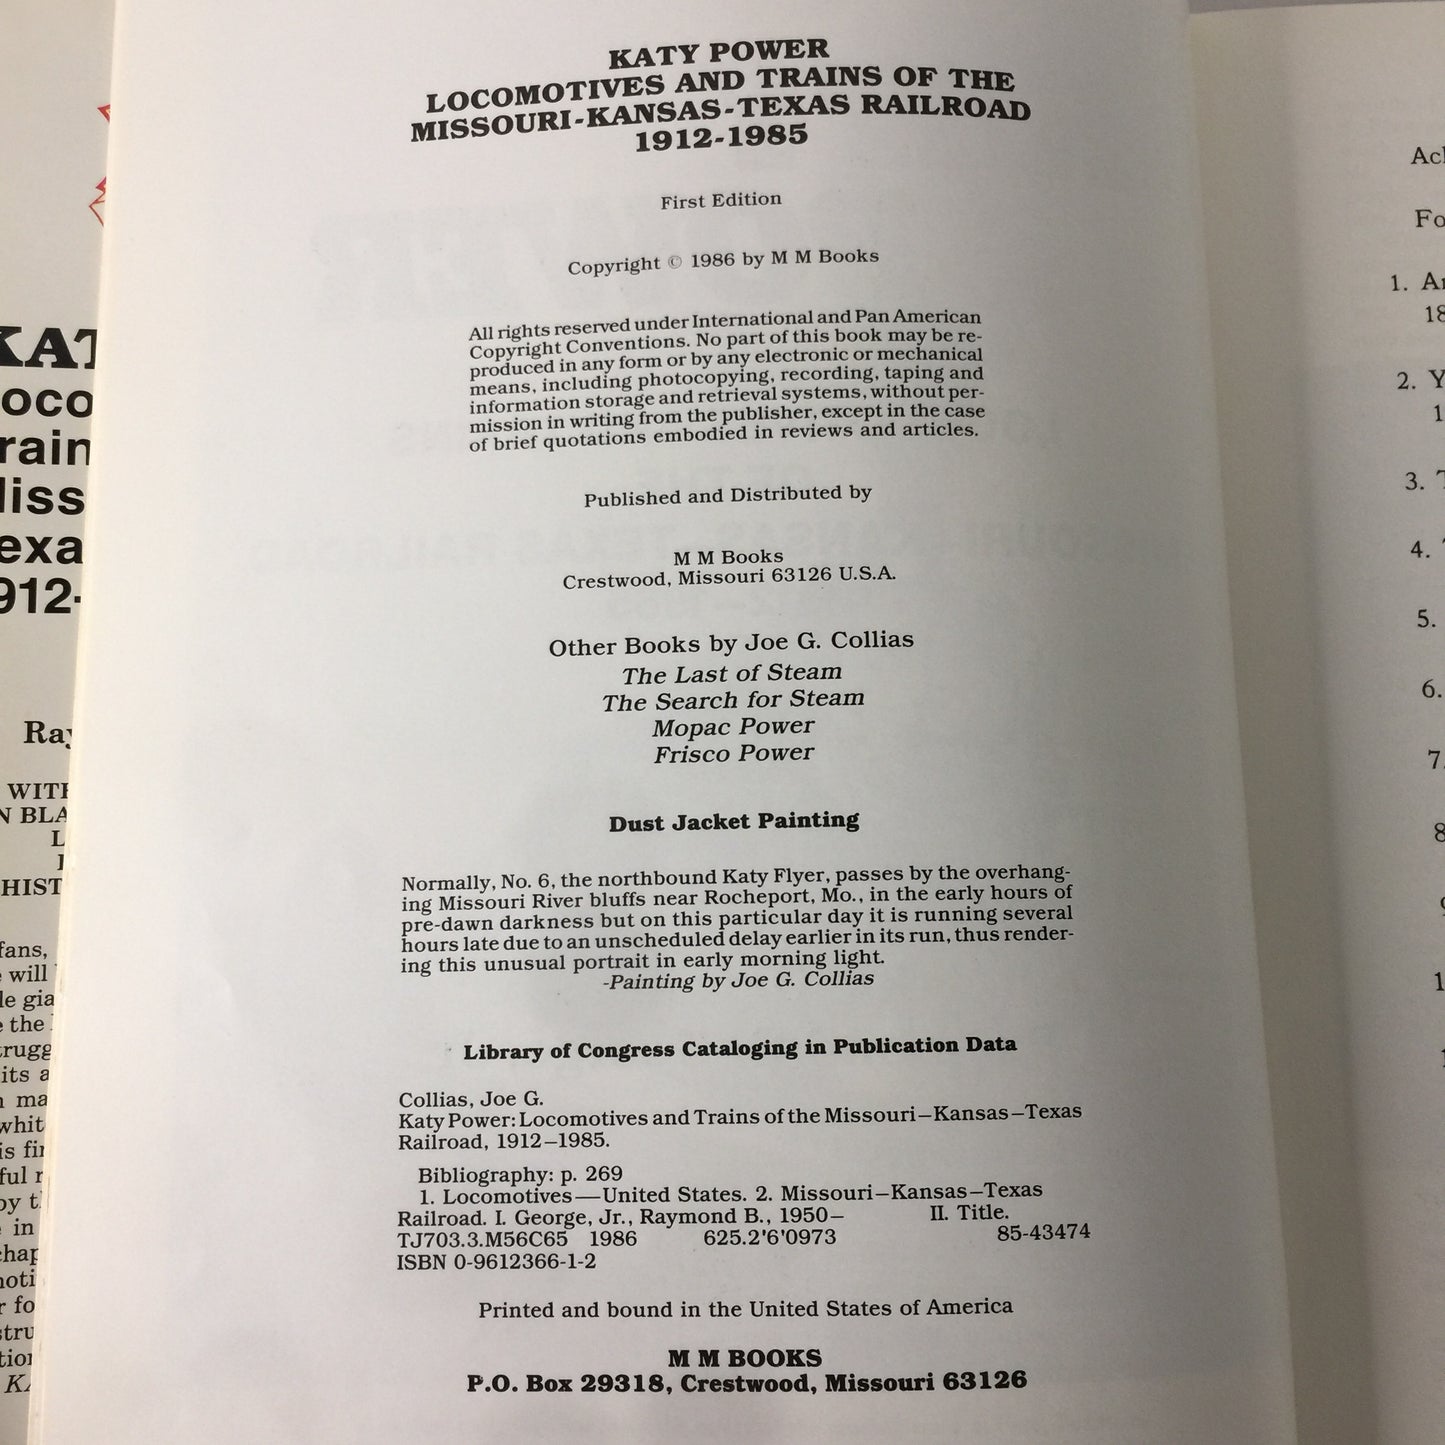 KATY POWER
LOCOMOTIVES AND TRAINS OF THE
MISSOURI-KANSAS-TEXAS RAILROAD
1912-1985
First Edition
Copyright © 1986 by M M Books
All rights reserved under International and Pan American
Copyright Conventions. No part of this book may be re-
produced in any form or by any electronic or mechanical
means, including photocopying, recording, taping and
information storage and retrieval systems, without per-
mission in writing from the publisher, except in the case
of brief quotations embodied in reviews and articles.
Published and Distributed by
M M Books
Crestwood, Missouri 63126 U.S.A.
Other Books by Joe G. Collias
The Last of Steam
The Search for Steam
Mopac Power
Frisco Power
Dust Jacket Painting
Normally, No. 6, the northbound Katy Flyer, passes by the overhang-
ing Missouri River bluffs near Rocheport, Mo., in the early hours of
pre-dawn darkness but on this particular day it is running several
hours late due to an unscheduled delay earlier in its run, thus render-
ing this unusual portrait in early morning light.
-Painting by Joe G. Collias
Library of Congress Cataloging in Publication Data
Collias, Joe G.
Katy Power: Locomotives and Trains of the Missouri–Kansas–Texas
Railroad, 1912–1985.
Bibliography: p. 269
1. Locomotives—United States. 2. Missouri–Kansas–Texas
Railroad. I. George, Jr., Raymond B., 1950– II. Title.
TJ703.3.M56C65 1986 625.2'6'0973 85-43474
ISBN 0-9612366-1-2
Printed and bound in the United States of America
M M BOOKS
P.O. Box 29318, Crestwood, Missouri 63126